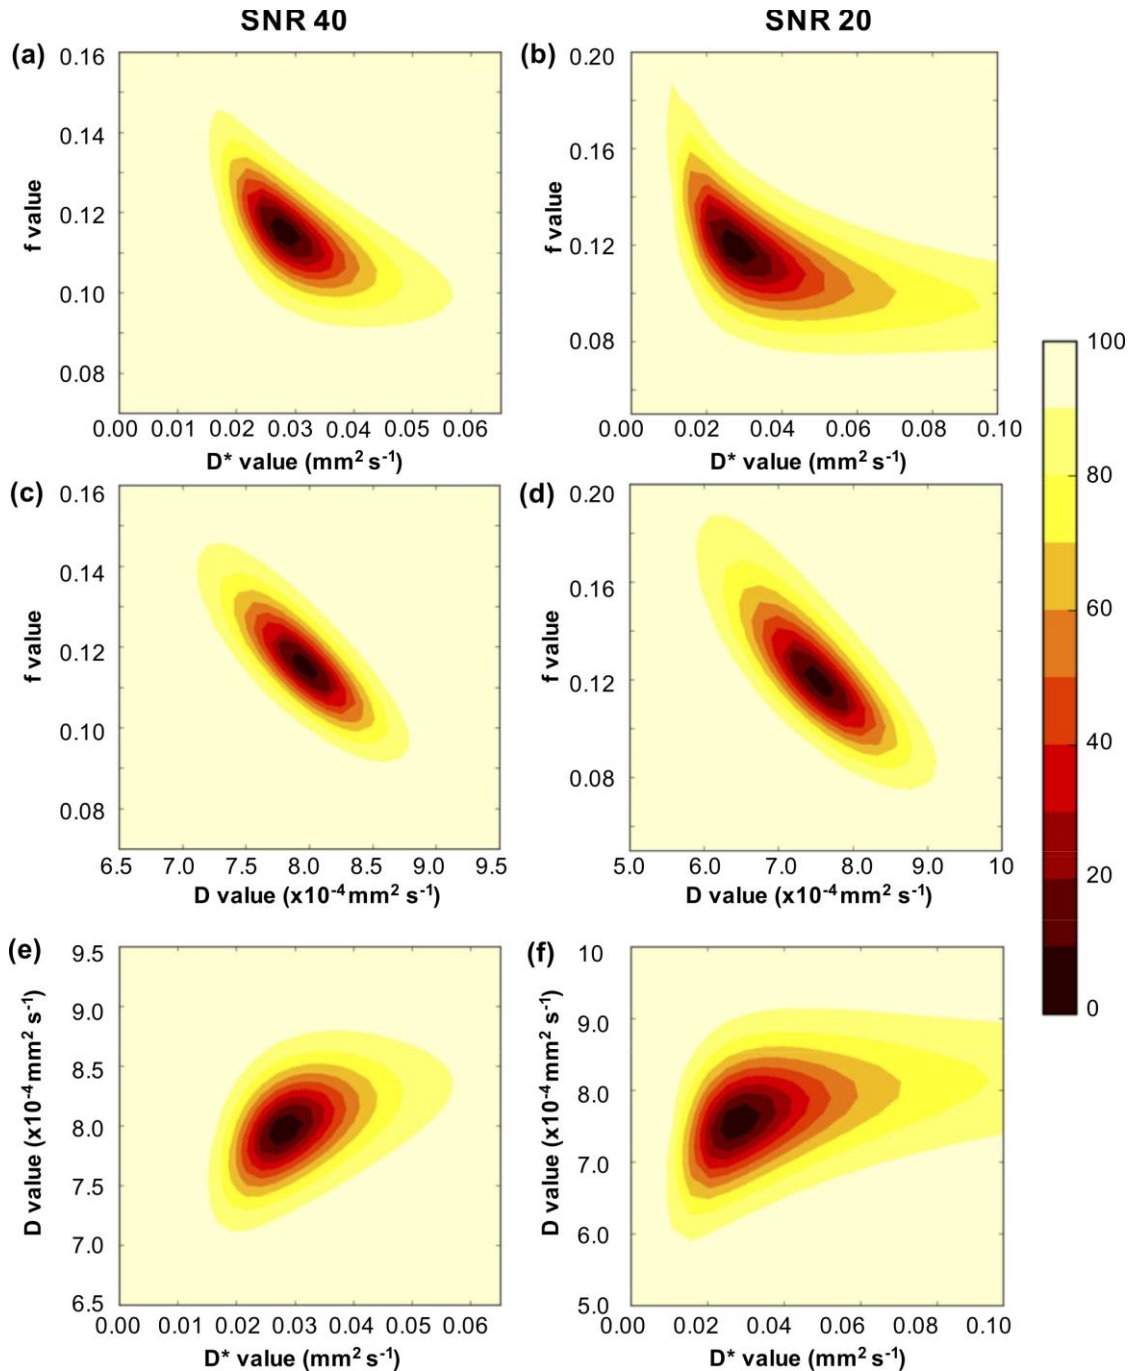 SNR 40
SNR 20
(a)
0.16
0.14
0.12
0.10
0.08
f value
0.00 0.01 0.02 0.03 0.04 0.05 0.06
D* value (mm² s⁻¹)
(b)
0.20
0.16
0.12
0.08
f value
0.00 0.02 0.04 0.06 0.08 0.10
D* value (mm² s⁻¹)
(c)
0.16
0.14
0.12
0.10
0.08
f value
6.5 7.0 7.5 8.0 8.5 9.0 9.5
D value (x10⁻⁴ mm² s⁻¹)
(d)
0.20
0.16
0.12
0.08
f value
5.0 6.0 7.0 8.0 9.0 10
D value (x10⁻⁴ mm² s⁻¹)
(e)
9.5
9.0
8.5
8.0
7.5
7.0
6.5
D value (x10⁻⁴ mm² s⁻¹)
0.00 0.01 0.02 0.03 0.04 0.05 0.06
D* value (mm² s⁻¹)
(f)
10
9.0
8.0
7.0
6.0
5.0
D value (x10⁻⁴ mm² s⁻¹)
0.00 0.02 0.04 0.06 0.08 0.10
D* value (mm² s⁻¹)
100
80
60
40
20
0